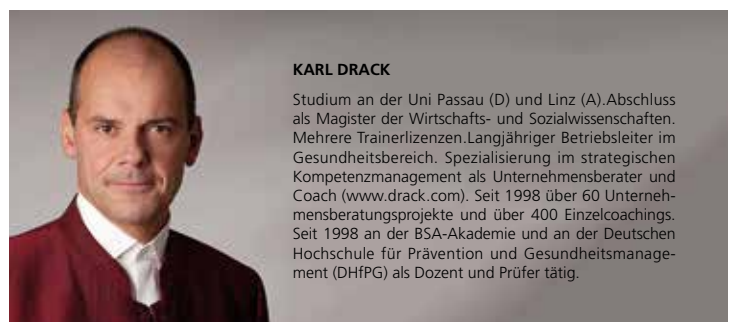 KARL DRACK
Studium an der Uni Passau (D) und Linz (A).Abschluss
als Magister der Wirtschafts- und Sozialwissenschaften.
Mehrere Trainerlizenzen.Langjähriger Betriebsleiter im
Gesundheitsbereich. Spezialisierung im strategischen
Kompetenzmanagement als Unternehmensberater und
Coach (www.drack.com). Seit 1998 über 60 Unterneh-
mensberatungsprojekte und über 400 Einzelcoachings.
Seit 1998 an der BSA-Akademie und an der Deutschen
Hochschule für Prävention und Gesundheitsmanage-
ment (DHfPG) als Dozent und Prüfer tätig.